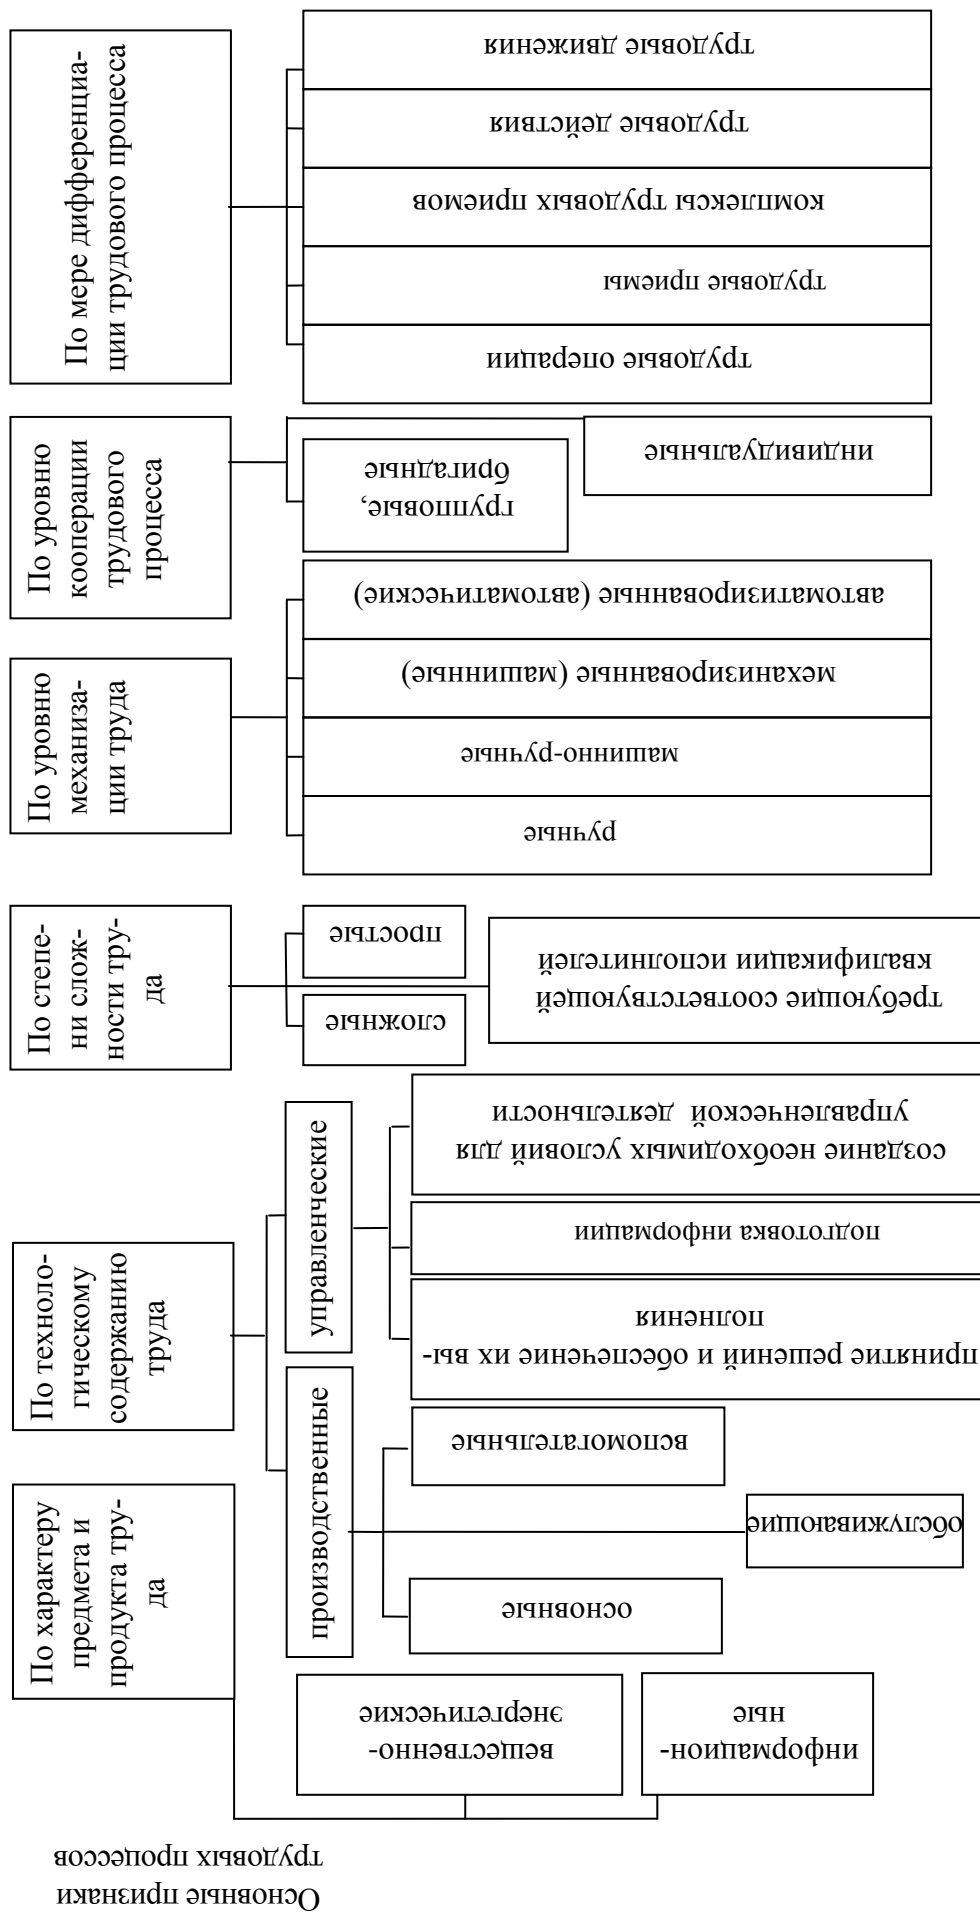 Основные признаки
трудовых процессов
По характеру
предмета и
продукта тру-
да
вещественно-
энергетические
информацион-
ные
По техноло-
гическому
содержанию
труда
производственные
основные
обслуживающие
вспомогательные
управленческие
принятие решений и обеспечение их вы-
полнения
подготовка информации
создание необходимых условий для
управленческой деятельности
По степе-
ни слож-
ности тру-
да
сложные
простые
требующие соответствующей
квалификации исполнителей
По уровню
механиза-
ции труда
ручные
машинно-ручные
механизированные (машинные)
автоматизированные (автоматические)
По уровню
кооперации
трудового
процесса
групповые,
бригадные
индивидуальные
По мере дифференциа-
ции трудового процесса
трудовые операции
трудовые приемы
комплексы трудовых приемов
трудовые действия
трудовые движения